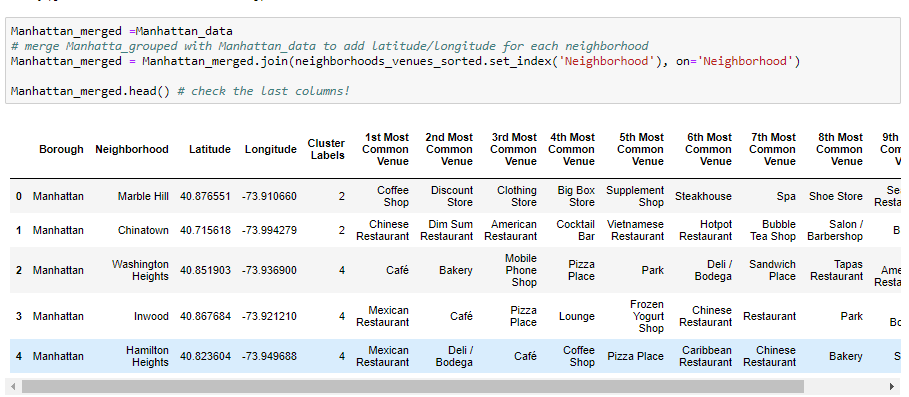 Manhattan_merged =Manhattan_data
# merge Manhatta_grouped with Manhattan_data to add latitude/longitude for each neighborhood
Manhattan_merged = Manhattan_merged.join(neighborhoods_venues_sorted.set_index('Neighborhood'), on='Neighborhood')
Manhattan_merged.head() # check the last columns!
Borough Neighborhood Latitude Longitude Cluster Labels 1st Most Common Venue 2nd Most Common Venue 3rd Most Common Venue 4th Most Common Venue 5th Most Common Venue 6th Most Common Venue 7th Most Common Venue 8th Most Common Venue 9th
0 Manhattan Marble Hill 40.876551 -73.910660 2 Coffee Shop Discount Store Clothing Store Big Box Store Supplement Shop Steakhouse Spa Shoe Store
1 Manhattan Chinatown 40.715618 -73.994279 2 Chinese Restaurant Dim Sum Restaurant American Restaurant Cocktail Bar Vietnamese Restaurant Hotpot Restaurant Bubble Tea Shop Salon / Barbershop
2 Manhattan Washington Heights 40.851903 -73.936900 4 Café Bakery Mobile Phone Shop Pizza Place Park Deli / Bodega Sandwich Place Tapas Restaurant
3 Manhattan Inwood 40.867684 -73.921210 4 Mexican Restaurant Café Pizza Place Lounge Frozen Yogurt Shop Chinese Restaurant Restaurant Park
4 Manhattan Hamilton Heights 40.823604 -73.949688 4 Mexican Restaurant Deli / Bodega Café Coffee Shop Pizza Place Caribbean Restaurant Chinese Restaurant Bakery